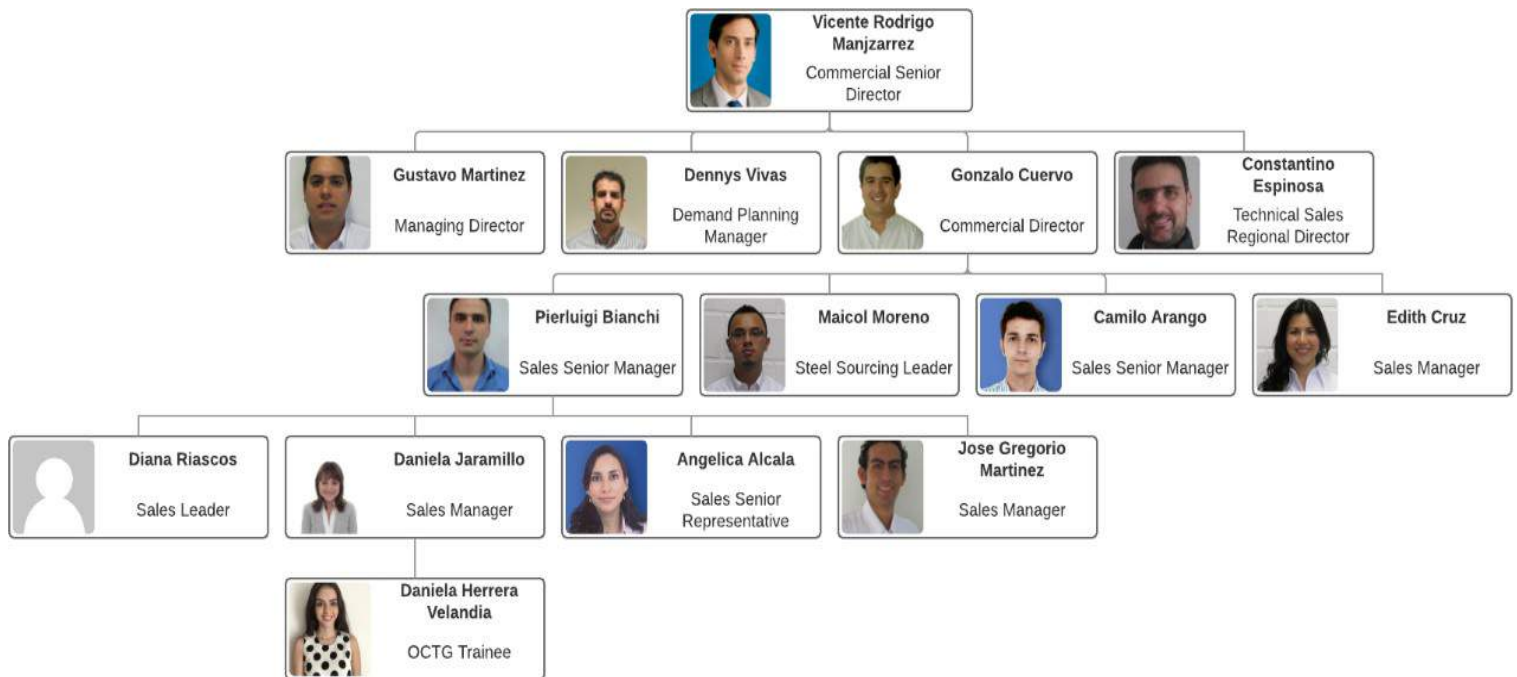 Vicente Rodrigo
Manjzarrez
Commercial Senior
Director
Gustavo Martinez
Managing Director
Dennys Vivas
Demand Planning
Manager
Gonzalo Cuervo
Commercial Director
Constantino
Espinosa
Technical Sales
Regional Director
Pierluigi Bianchi
Sales Senior Manager
Maicol Moreno
Steel Sourcing Leader
Camilo Arango
Sales Senior Manager
Edith Cruz
Sales Manager
Diana Riascos
Sales Leader
Daniela Jaramillo
Sales Manager
Angelica Alcala
Sales Senior
Representative
Jose Gregorio
Martinez
Sales Manager
Daniela Herrera
Velandia
OCTG Trainee